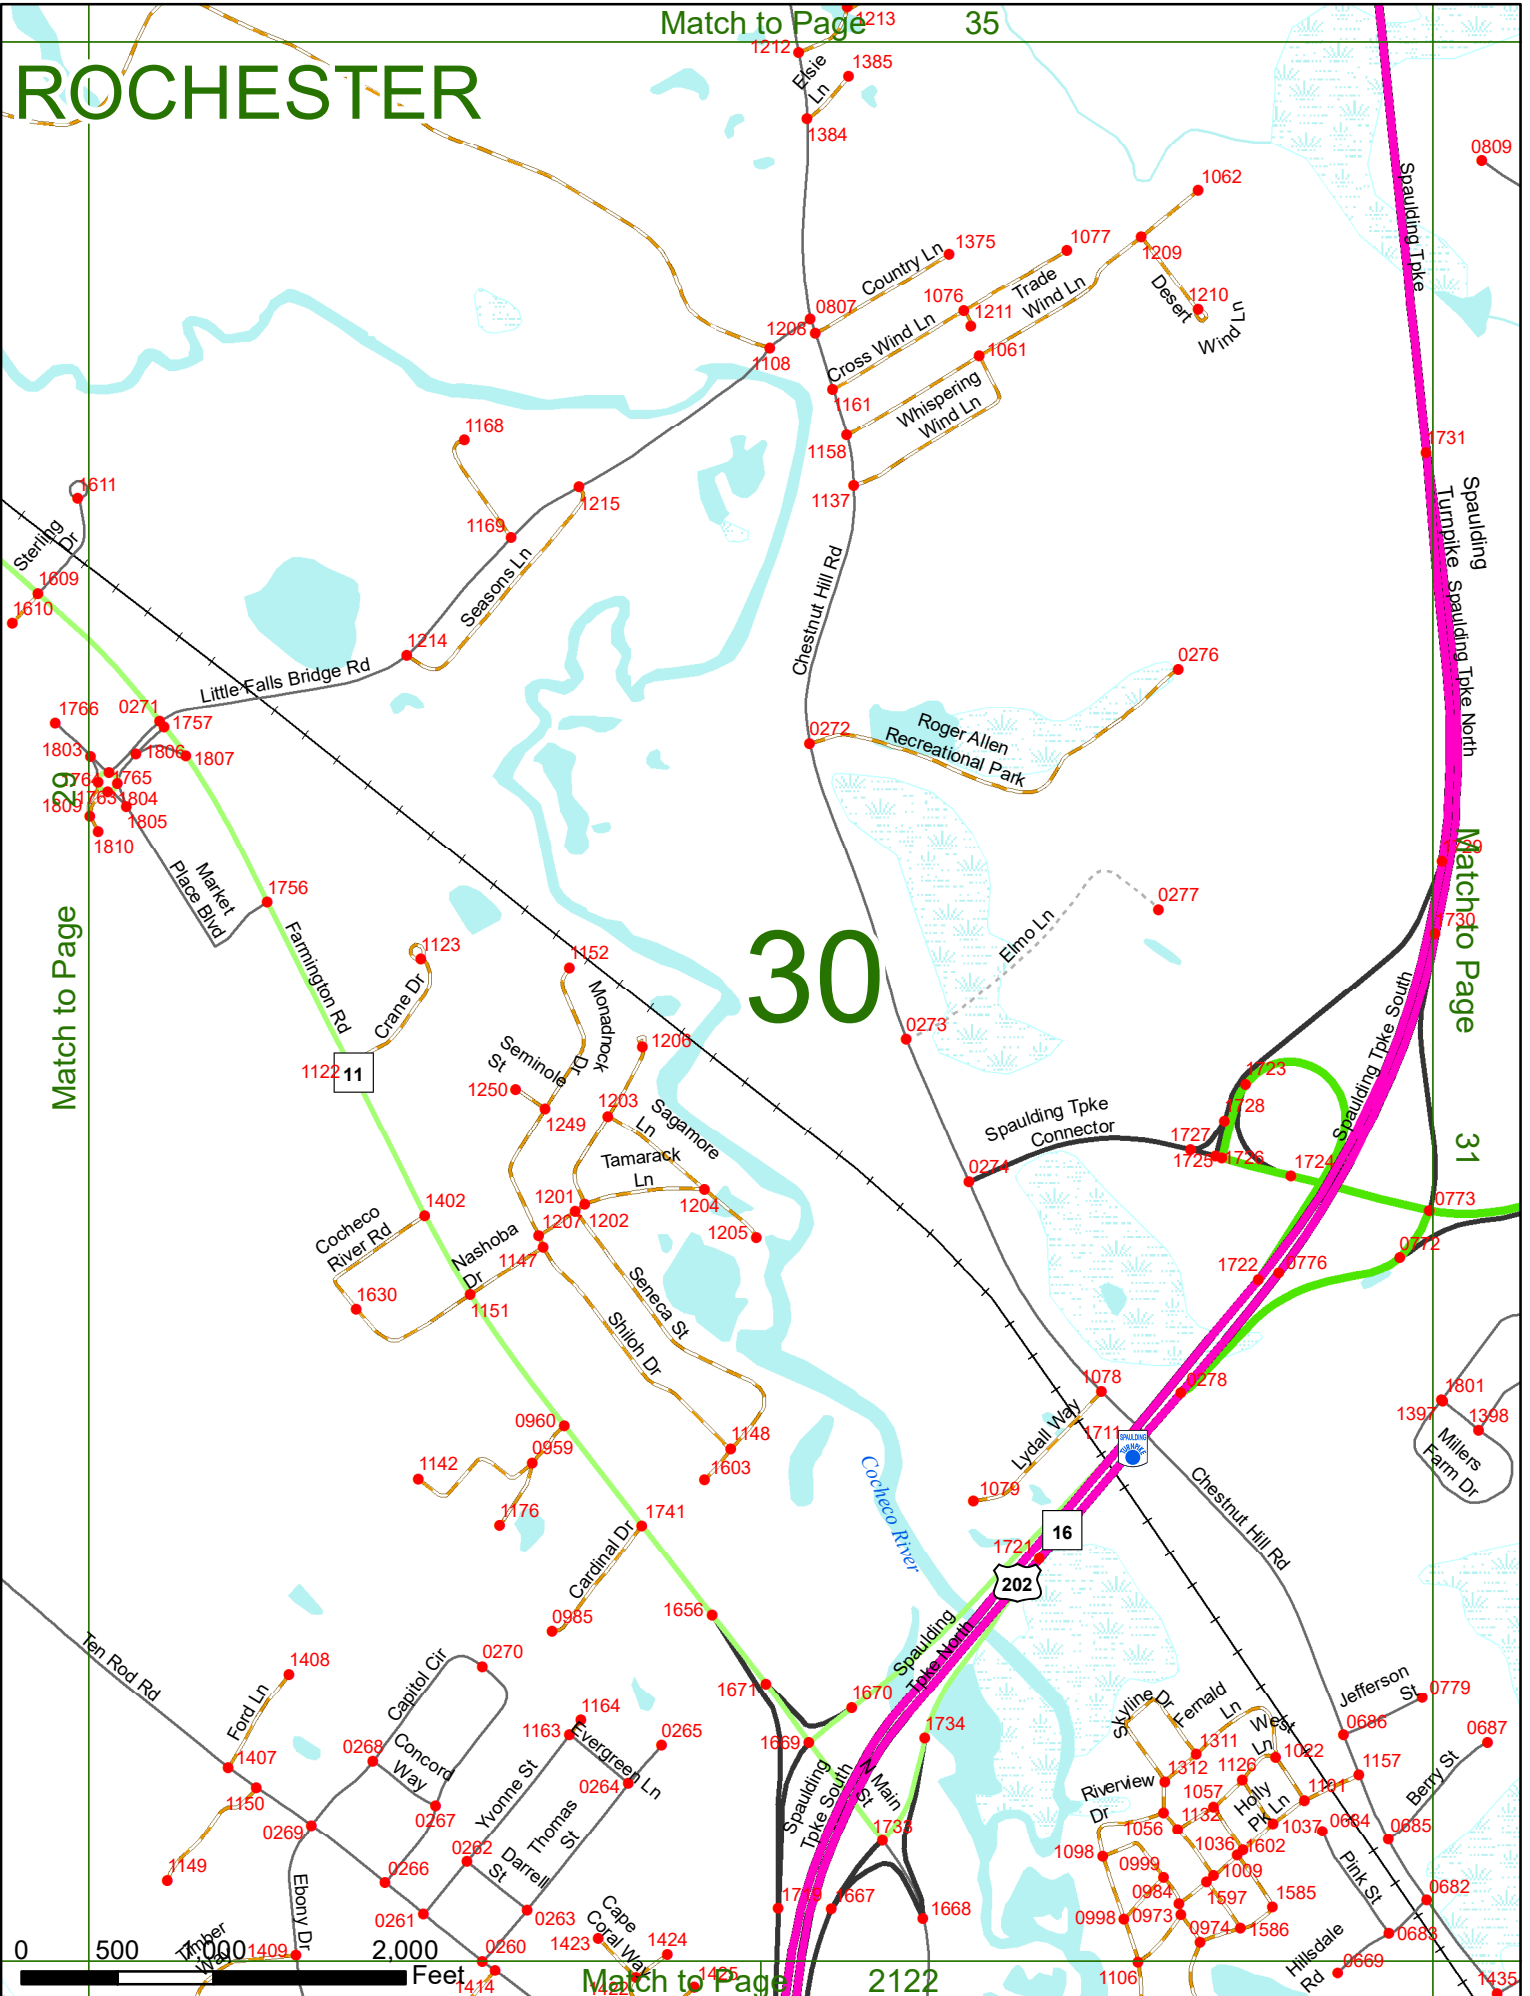 Match to Page 35
1213
1212
ROCHESTER
Elsie
Ln
1385
1384
0809
1062
Spaulding Tpke
1375
1077
1209
Country Ln
1076
Trade
Wind Ln
1211
Desert
Wind Ln
1210
0807
1208
1108
Cross Wind Ln
1061
1161
Whispering
Wind Ln
1158
1137
1168
1731
1611
1215
1169
Sterling
Dr
Spaulding
Turnpike
1609
1610
Seasons Ln
Chestnut Hill Rd
Spaulding Tpke North
1214
Little Falls Bridge Rd
0276
1766
0271
1757
0272
Roger Allen
Recreational Park
1803
1806
1807
1764
1765
29
1763
1804
1809
1805
1810
Market
Place Blvd
1756
1729
Match to Page
Match to Page
0277
Elmo Ln
1730
Farmington Rd
1123
1152
30
Crane Dr
Monadnock
Dr
Spaulding Tpke South
0273
1122
11
Seminole
St
1206
1250
1249
1203
Sagamore
Ln
1723
1728
Spaulding Tpke
Connector
1727
1725
1726
1724
31
Tamarack
Ln
0274
1402
1201
1204
0773
1207
1202
1205
Cocheco
River Rd
Nashoba
Dr
1147
0772
1722
0776
1630
1151
Seneca St
Shiloh Dr
1078
0278
1801
1397
1398
Millers
Farm Dr
0960
1711
SPAULDING
TURNPIKE
Lydall Way
0959
1148
1142
1603
Cocheco River
1079
Chestnut Hill Rd
1176
1741
16
1721
Cardinal Dr
202
1656
0985
Spaulding
Tpke North
Ten Rod Rd
1408
0270
Ford Ln
Capitol Cir
1671
1670
Skyline Dr
Fernald
Ln
Jefferson
St
0779
1164
1163
Evergreen Ln
0265
1669
1734
West
Ln
0686
0687
1407
0268
Concord
Way
1311
1312
1022
1157
1126
1150
0264
Spaulding
Tpke South
N Main
St
Riverview
Dr
1057
1101
Berry St
Yvonne St
Thomas
St
Holly
Ln
0267
0269
1733
1056
1132
1037
0684
0685
0262
Darrell
St
1098
1036
1602
1149
0266
0999
1009
Pink St
0984
1597
1585
0682
Ebony Dr
0261
0263
Cape
Coral Way
1719
1667
1668
0998
0973
0974
1586
0683
Timber
Way
1409
0260
1423
1424
Hillsdale
Rd
0669
0 500 1,000 2,000
Feet
1414
1422
1425
Match to Page 2122
1106
1435